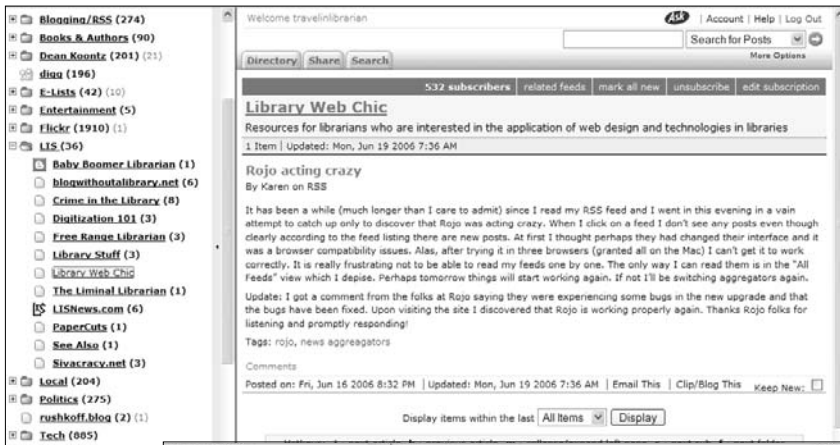 Blogging/RSS (274)
Books & Authors (90)
Dean Koontz (201) (21)
digg (196)
E-Lists (42) (10)
Entertainment (5)
Flickr (1910) (1)
LIS (36)
Baby Boomer Librarian (1)
blogwithoutalibrary.net (6)
Crime in the Library (8)
Digitization 101 (3)
Free Range Librarian (3)
Library Stuff (3)
Library Web Chic
The Liminal Librarian (1)
LISNews.com (6)
PaperCuts (1)
See Also (1)
Sivacracy.net (3)
Local (204)
Politics (275)
rushkoff.blog (2) (1)
Tech (885)
Welcome travelinlibrarian
Ask | Account | Help | Log Out
Search for Posts
More Options
Directory Share Search
532 subscribers | related feeds | mark all new | unsubscribe | edit subscription
Library Web Chic
Resources for librarians who are interested in the application of web design and technologies in libraries
1 Item | Updated: Mon, Jun 19 2006 7:36 AM
Rojo acting crazy
By Karen on RSS
It has been a while (much longer than I care to admit) since I read my RSS feed and I went in this evening in a vain
attempt to catch up only to discover that Rojo was acting crazy. When I click on a feed I don't see any posts even though
clearly according to the feed listing there are new posts. At first I thought perhaps they had changed their interface and it
was a browser compatibility issues. Alas, after trying it in three browsers (granted all on the Mac) I can't get it to work
correctly. It is really frustrating not to be able to read my feeds one by one. The only way I can read them is in the "All
Feeds" view which I depise. Perhaps tomorrow things will start working again. If not I'll be switching aggregators again.
Update: I got a comment from the folks at Rojo saying they were experiencing some bugs in the new upgrade and that
the bugs have been fixed. Upon visiting the site I discovered that Rojo is working properly again. Thanks Rojo folks for
listening and promptly responding!
Tags: rojo, news aggreagators
Comments
Posted on: Fri, Jun 16 2006 8:32 PM | Updated: Mon, Jun 19 2006 7:36 AM | Email This | Clip/Blog This Keep New:
Display items within the last All Items Display